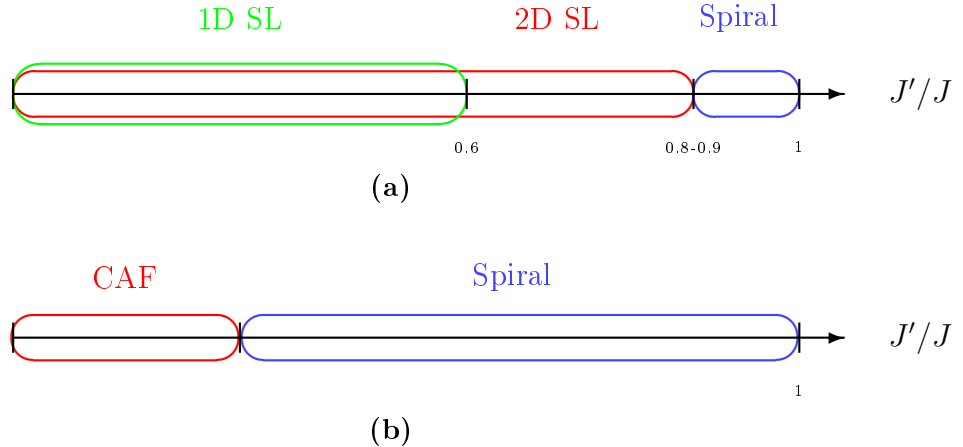 1D SL 2D SL Spiral
J′/J
0.6 0.8-0.9 1
(a)
CAF Spiral
J′/J
1
(b)